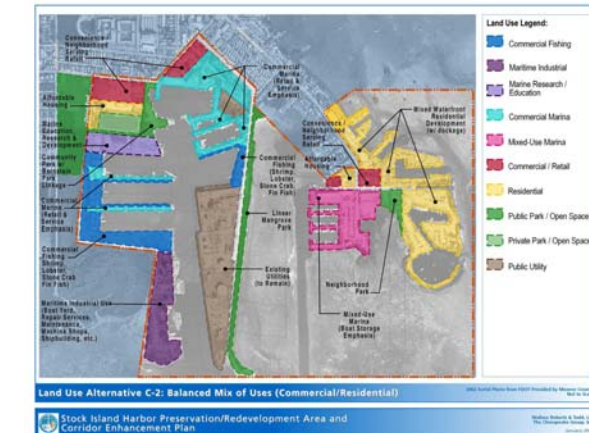 Convenience /
Neighborhood
Serving
Retail
Affordable
Housing
Marine
Education,
Research &
Development
Community
Park /
Bernstein
Park
Linkage
Commercial
Marina
(Retail &
Service
Emphasis)
Commercial
Fishing
(Shrimp,
Lobster,
Stone Crab,
Fin Fish)
Maritime Industrial Use
(Boat Yard,
Repair Services,
Maintenance,
Machine Shops,
Shipbuilding, etc.)
Commercial
Marina
(Retail &
Service
Emphasis)
Commercial
Fishing
(Shrimp,
Lobster,
Stone Crab,
Fin Fish)
Linear
Mangrove
Park
Existing
Utilities
(to Remain)
Convenience /
Neighborhood
Serving
Retail
Affordable
Housing
Mixed Waterfront
Residential
Development
(w/ dockage)
Neighborhood
Park
Mixed-Use
Marina
(Boat Storage
Emphasis)
Land Use Legend:
Commercial Fishing
Maritime Industrial
Marine Research /
Education
Commercial Marina
Mixed-Use Marina
Commercial / Retail
Residential
Public Park / Open Space
Private Park / Open Space
Public Utility
Land Use Alternative C-2: Balanced Mix of Uses (Commercial/Residential)
Stock Island Harbor Preservation/Redevelopment Area and
Corridor Enhancement Plan